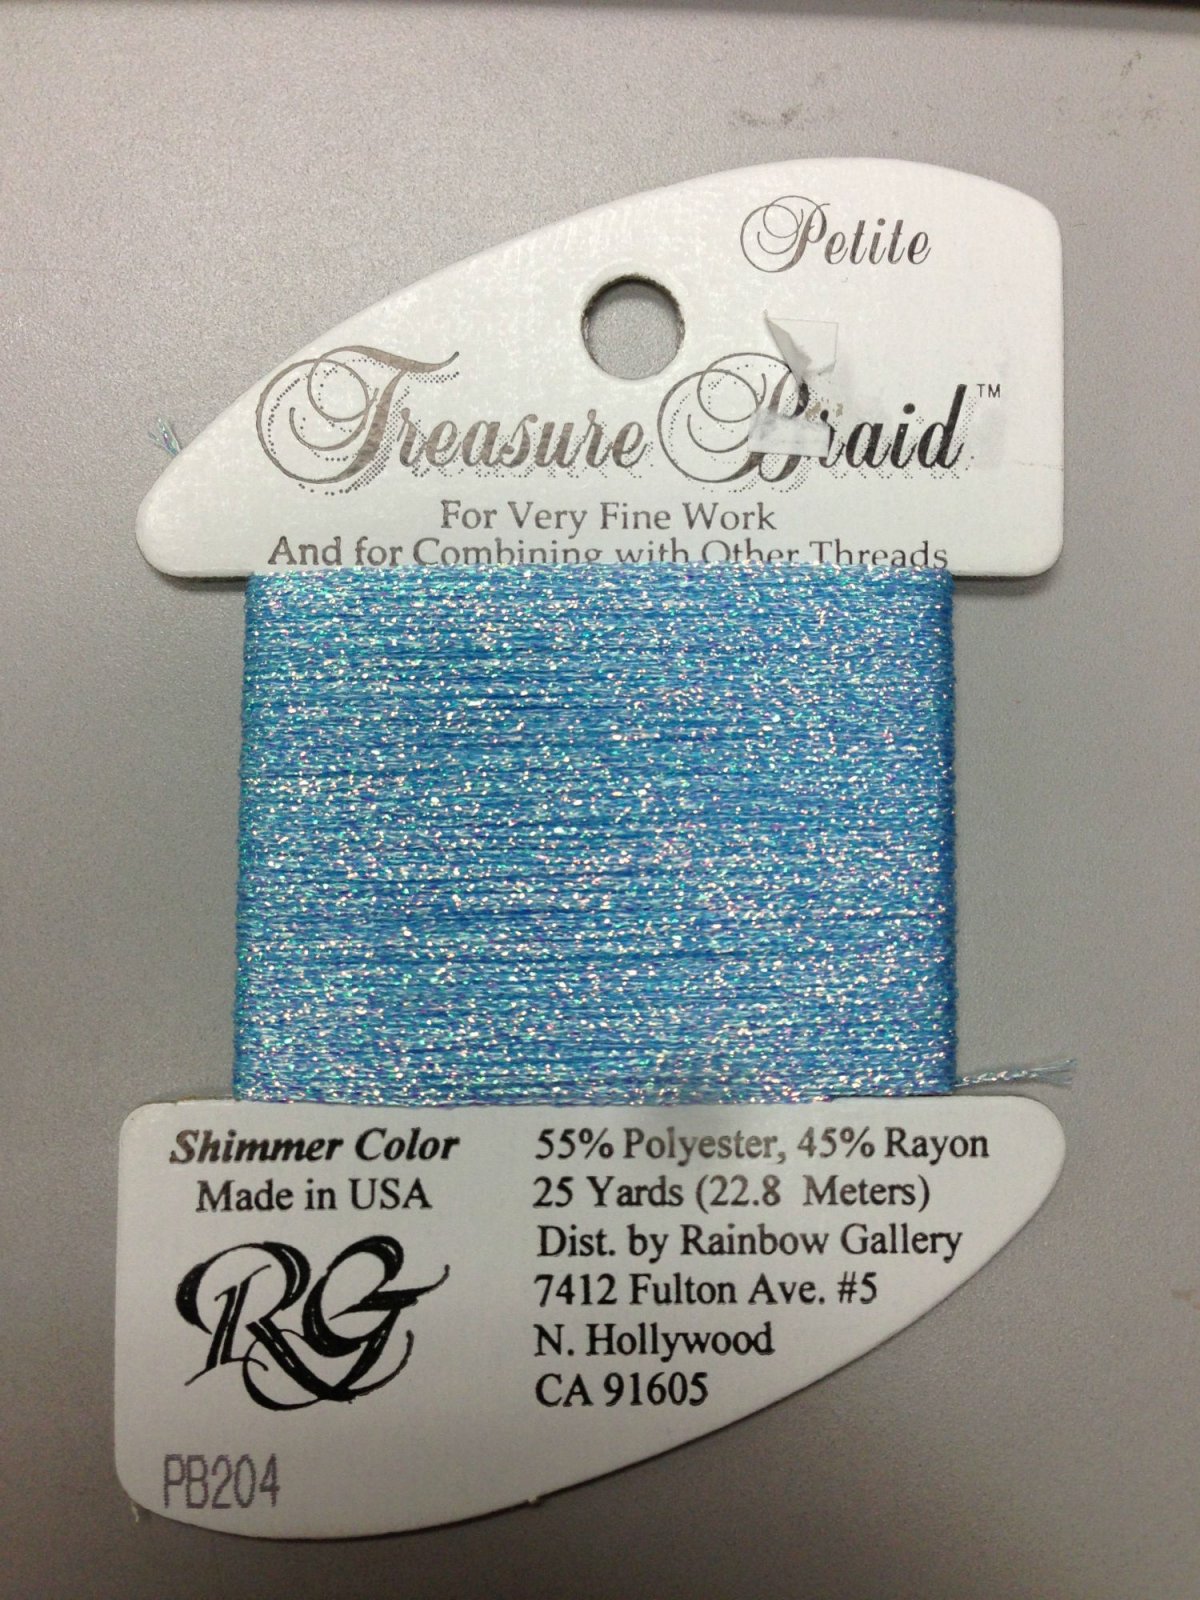 Petite
Treasure Braid™
For Very Fine Work
And for Combining with Other Threads
Shimmer Color
Made in USA
RG
PB204
55% Polyester, 45% Rayon
25 Yards (22.8 Meters)
Dist. by Rainbow Gallery
7412 Fulton Ave. #5
N. Hollywood
CA 91605